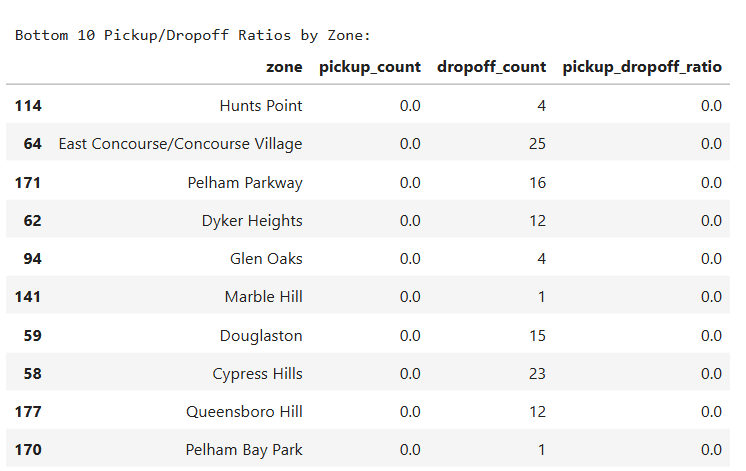 Bottom 10 Pickup/Dropoff Ratios by Zone:
zone pickup_count dropoff_count pickup_dropoff_ratio
114 Hunts Point 0.0 4 0.0
64 East Concourse/Concourse Village 0.0 25 0.0
171 Pelham Parkway 0.0 16 0.0
62 Dyker Heights 0.0 12 0.0
94 Glen Oaks 0.0 4 0.0
141 Marble Hill 0.0 1 0.0
59 Douglaston 0.0 15 0.0
58 Cypress Hills 0.0 23 0.0
177 Queensboro Hill 0.0 12 0.0
170 Pelham Bay Park 0.0 1 0.0